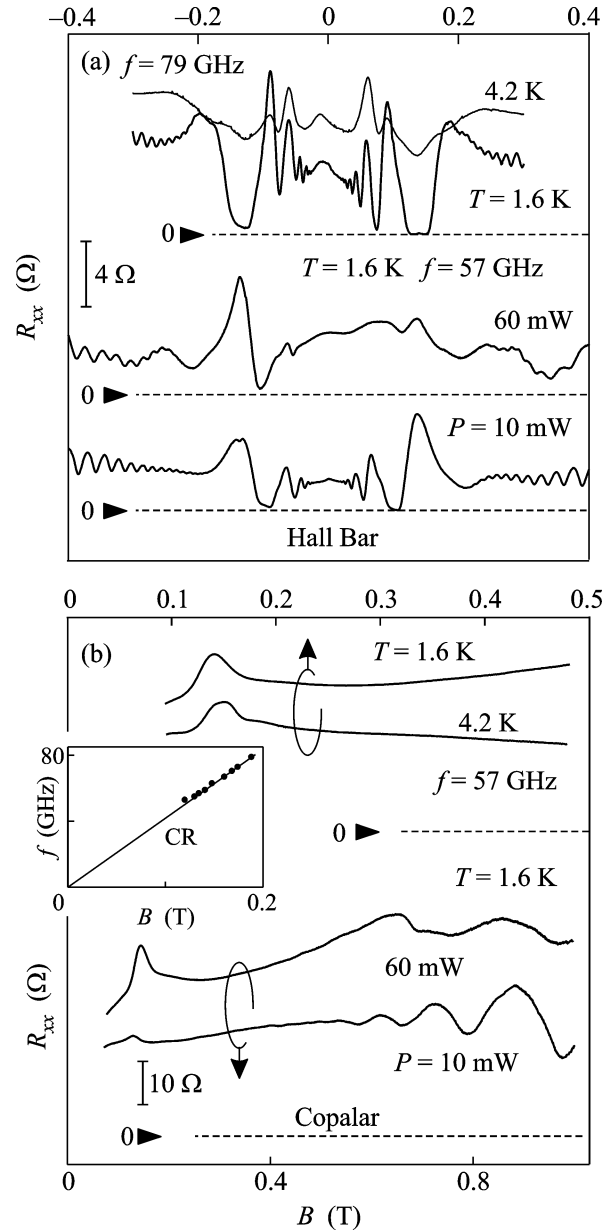 −0.4 −0.2 0 0.2 0.4
(a) f = 79 GHz
4.2 K
T = 1.6 K
0
4 Ω
T = 1.6 K f = 57 GHz
60 mW
Rxx (Ω)
0
P = 10 mW
0
Hall Bar
0 0.1 0.2 0.3 0.4 0.5
(b)
T = 1.6 K
4.2 K
80
f = 57 GHz
f (GHz)
0
CR
T = 1.6 K
0 0.2
B (T)
60 mW
Rxx (Ω)
P = 10 mW
10 Ω
Copalar
0
0 0.4 0.8
B (T)